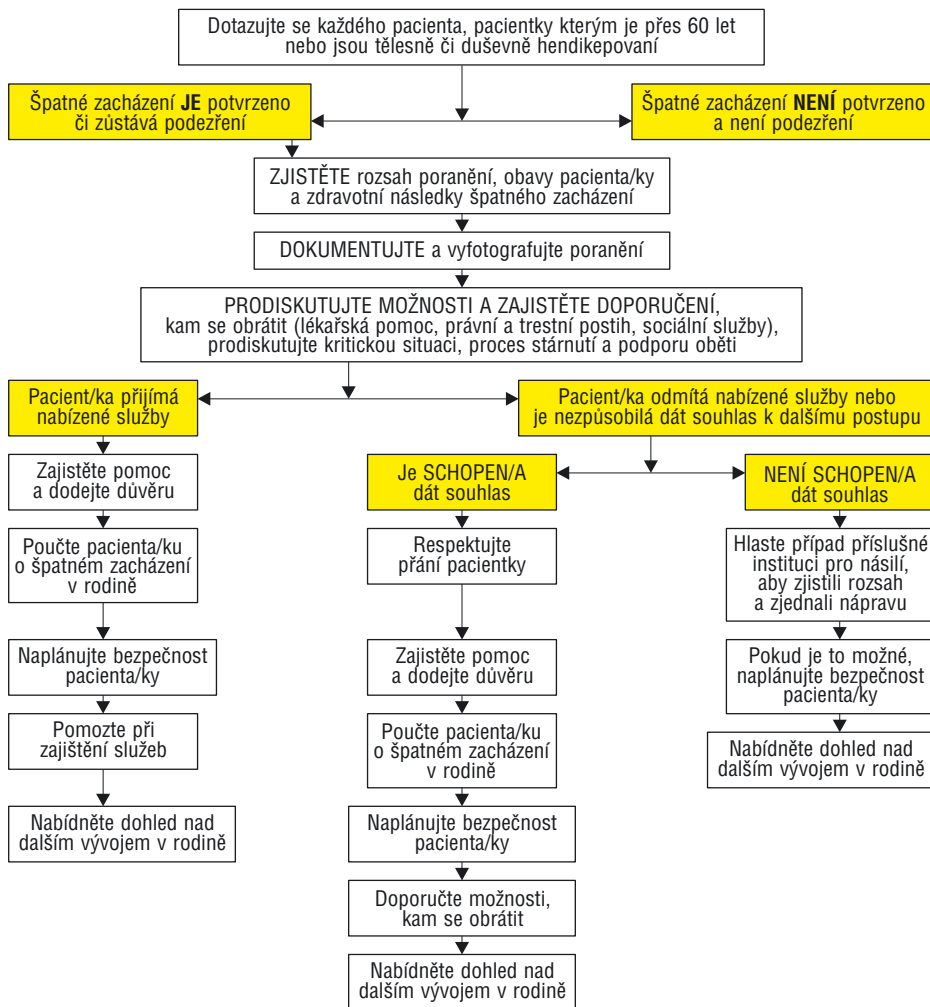 Dotazujte se každého pacienta, pacientky kterým je přes 60 let
nebo jsou tělesně či duševně hendikepovaní
Špatné zacházení JE potvrzeno
či zůstává podezření
Špatné zacházení NENÍ potvrzeno
a není podezření
ZJISTĚTE rozsah poranění, obavy pacienta/ky
a zdravotní následky špatného zacházení
DOKUMENTUJTE a vyfotografujte poranění
PRODISKUTUJTE MOŽNOSTI A ZAJISTĚTE DOPORUČENÍ,
kam se obrátit (lékařská pomoc, právní a trestní postih, sociální služby),
prodiskutujte kritickou situaci, proces stárnutí a podporu oběti
Pacient/ka přijímá
nabízené služby
Pacient/ka odmítá nabízené služby nebo
je nezpůsobilá dát souhlas k dalšímu postupu
Zajistěte pomoc
a dodejte důvěru
Poučte pacienta/ku
o špatném zacházení
v rodině
Naplánujte bezpečnost
pacienta/ky
Pomozte při
zajištění služeb
Nabídněte dohled nad
dalším vývojem v rodině
Je SCHOPEN/A
dát souhlas
Respektujte
přání pacientky
Zajistěte pomoc
a dodejte důvěru
Poučte pacienta/ku
o špatném zacházení
v rodině
Naplánujte bezpečnost
pacienta/ky
Doporučte možnosti,
kam se obrátit
Nabídněte dohled nad
dalším vývojem v rodině
NENÍ SCHOPEN/A
dát souhlas
Hlaste případ příslušné
instituci pro násilí,
aby zjistili rozsah
a zjednali nápravu
Pokud je to možné,
naplánujte bezpečnost
pacienta/ky
Nabídněte dohled nad
dalším vývojem v rodině